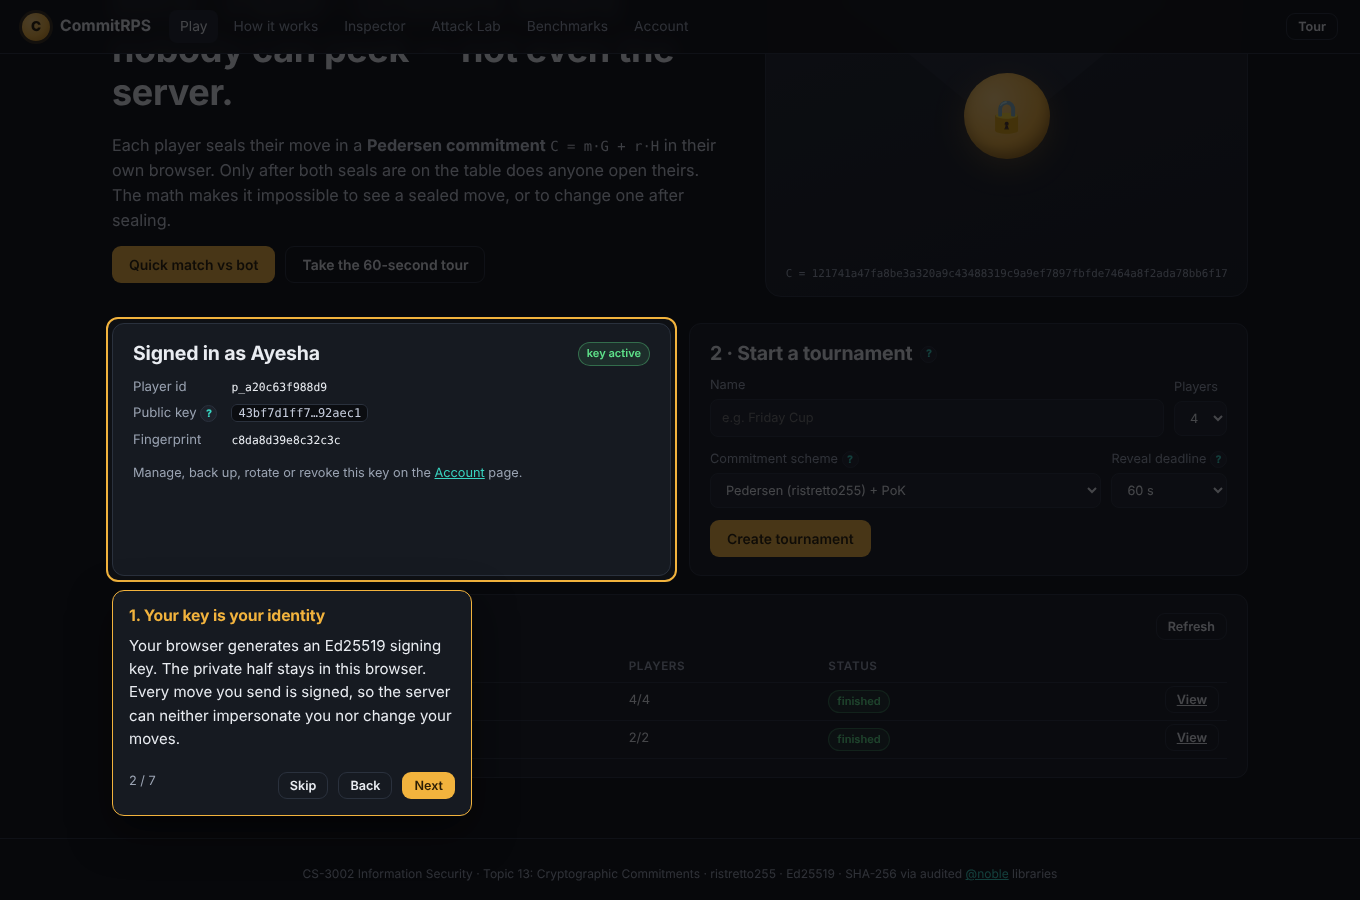 C CommitRPS Play How it works Inspector Attack Lab Benchmarks Account Tour
nobody can peek — not even the
server.
Each player seals their move in a Pedersen commitment C = m·G + r·H in their
own browser. Only after both seals are on the table does anyone open theirs.
The math makes it impossible to see a sealed move, or to change one after
sealing.
Quick match vs bot Take the 60-second tour
C = 121741a47fa8be3a320a9c43488319c9a9ef7897fbfde7464a8f2ada78bb6f17
Signed in as Ayesha key active
Player id p_a20c63f988d9
Public key ? 43bf7d1ff7…92aec1
Fingerprint c8da8d39e8c32c3c
Manage, back up, rotate or revoke this key on the Account page.
2 · Start a tournament ?
Name Players
e.g. Friday Cup 4
Commitment scheme ? Reveal deadline ?
Pedersen (ristretto255) + PoK 60 s
Create tournament
1. Your key is your identity
Your browser generates an Ed25519 signing
key. The private half stays in this browser.
Every move you send is signed, so the server
can neither impersonate you nor change your
moves.
2 / 7 Skip Back Next
Refresh
PLAYERS STATUS
4/4 finished View
2/2 finished View
CS-3002 Information Security · Topic 13: Cryptographic Commitments · ristretto255 · Ed25519 · SHA-256 via audited @noble libraries